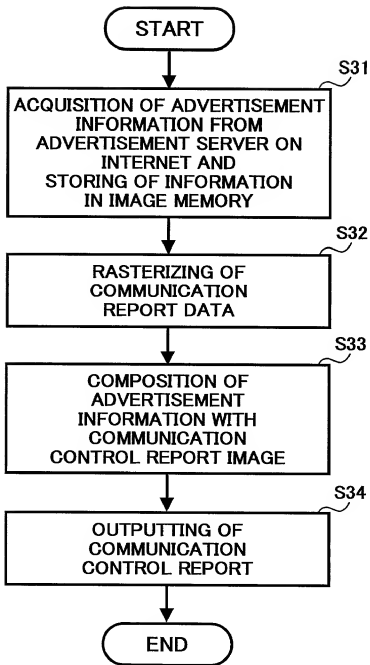 START
S31
ACQUISITION OF ADVERTISEMENT
INFORMATION FROM
ADVERTISEMENT SERVER ON
INTERNET AND
STORING OF INFORMATION
IN IMAGE MEMORY
S32
RASTERIZING OF
COMMUNICATION
REPORT DATA
S33
COMPOSITION OF
ADVERTISEMENT
INFORMATION WITH
COMMUNICATION
CONTROL REPORT IMAGE
S34
OUTPUTTING OF
COMMUNICATION
CONTROL REPORT
END